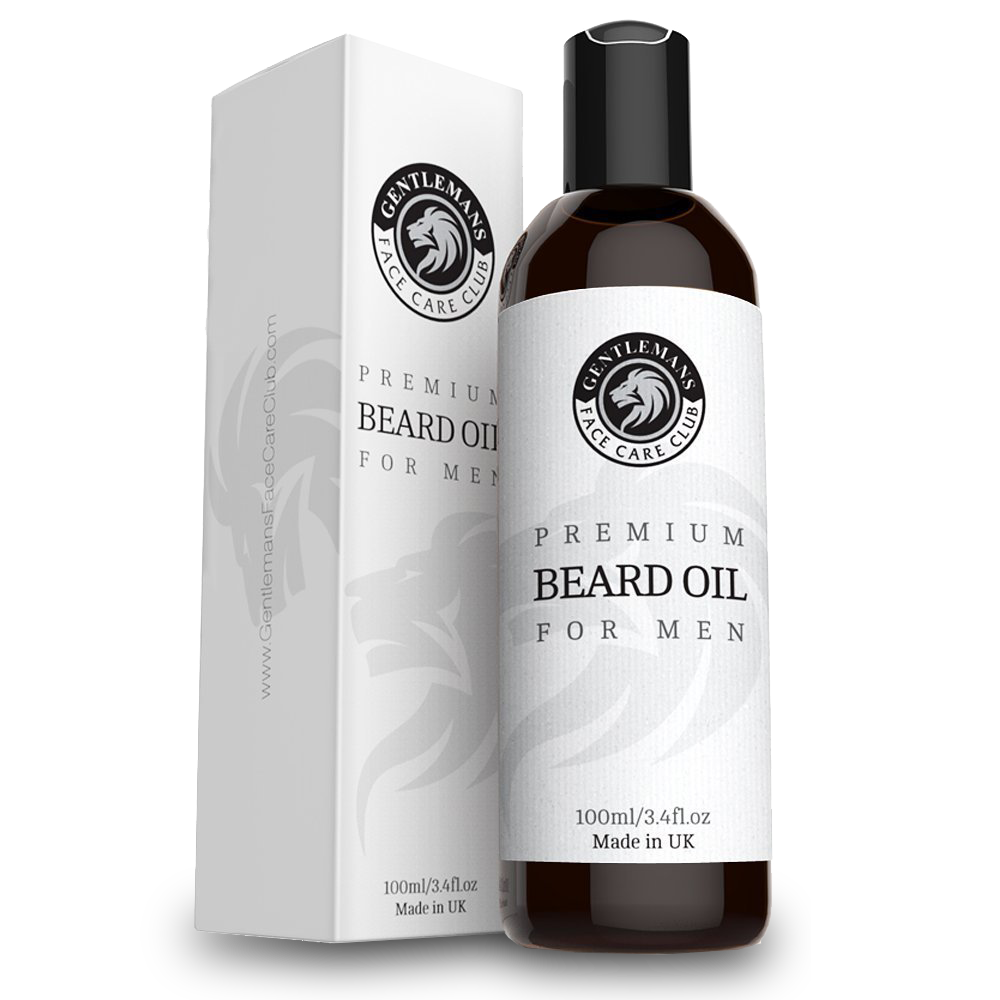 GENTLEMANS
FACE CARE CLUB
PREMIUM
BEARD OIL
FOR MEN
100ml/3.4fl.oz
Made in UK
www.GentlemansFaceCareClub.com
GENTLEMANS
FACE CARE CLUB
PREMIUM
BEARD OIL
FOR MEN
100ml/3.4fl.oz
Made in UK